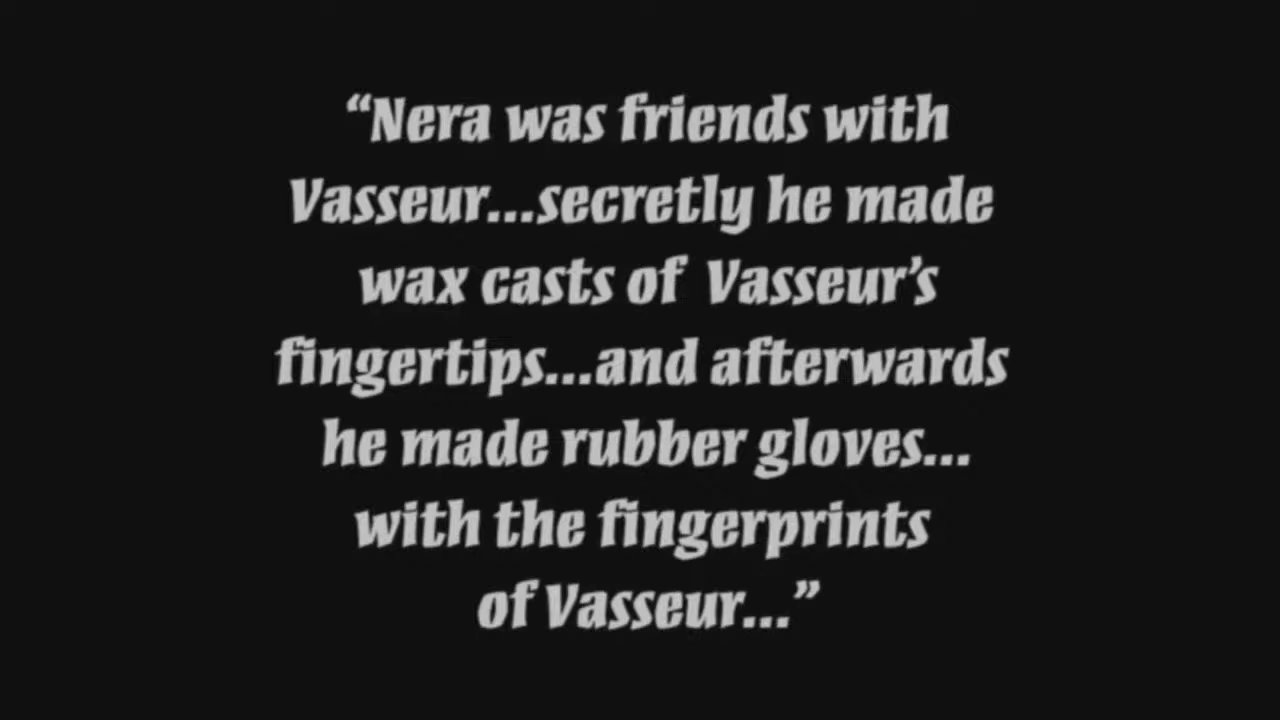 “Nera was friends with
Vasseur...secretly he made
wax casts of Vasseur’s
fingertips...and afterwards
he made rubber gloves...
with the fingerprints
of Vasseur...”